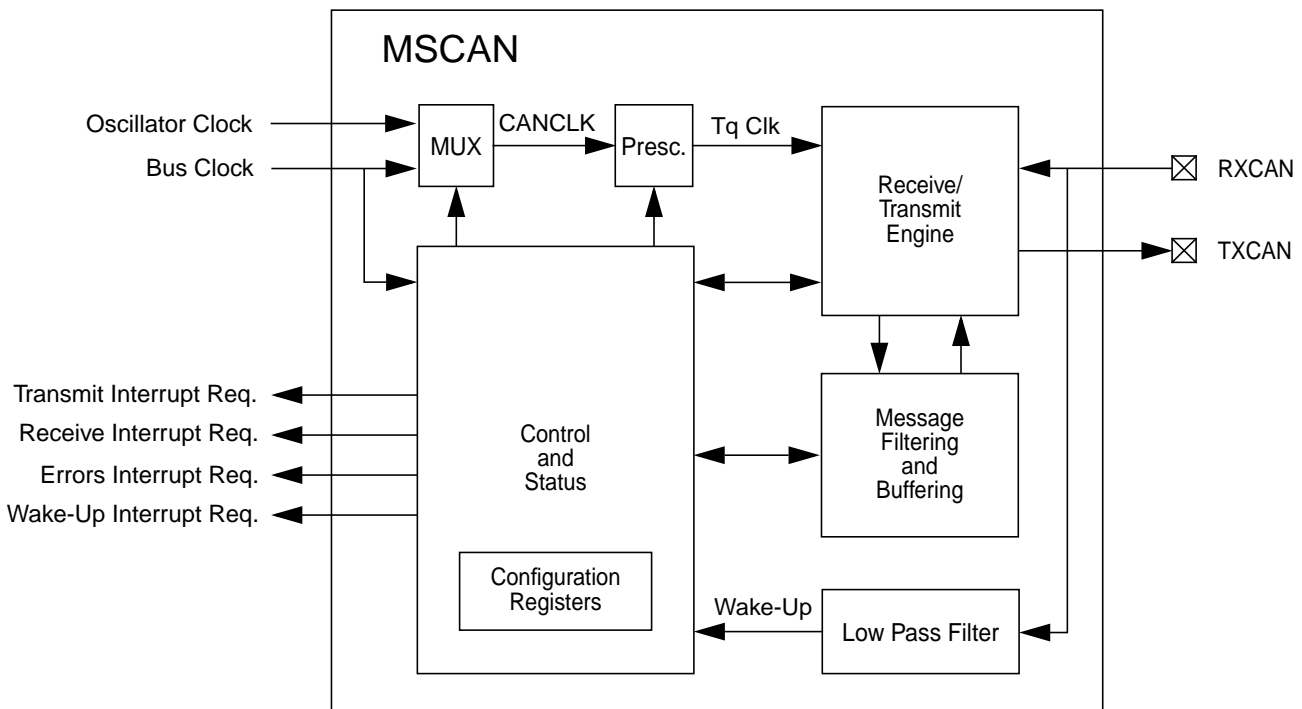 MSCAN
Oscillator Clock
Bus Clock
MUX
CANCLK
Presc.
Tq Clk
Receive/
Transmit
Engine
RXCAN
TXCAN
Transmit Interrupt Req.
Receive Interrupt Req.
Errors Interrupt Req.
Wake-Up Interrupt Req.
Control
and
Status
Message
Filtering
and
Buffering
Configuration
Registers
Wake-Up
Low Pass Filter